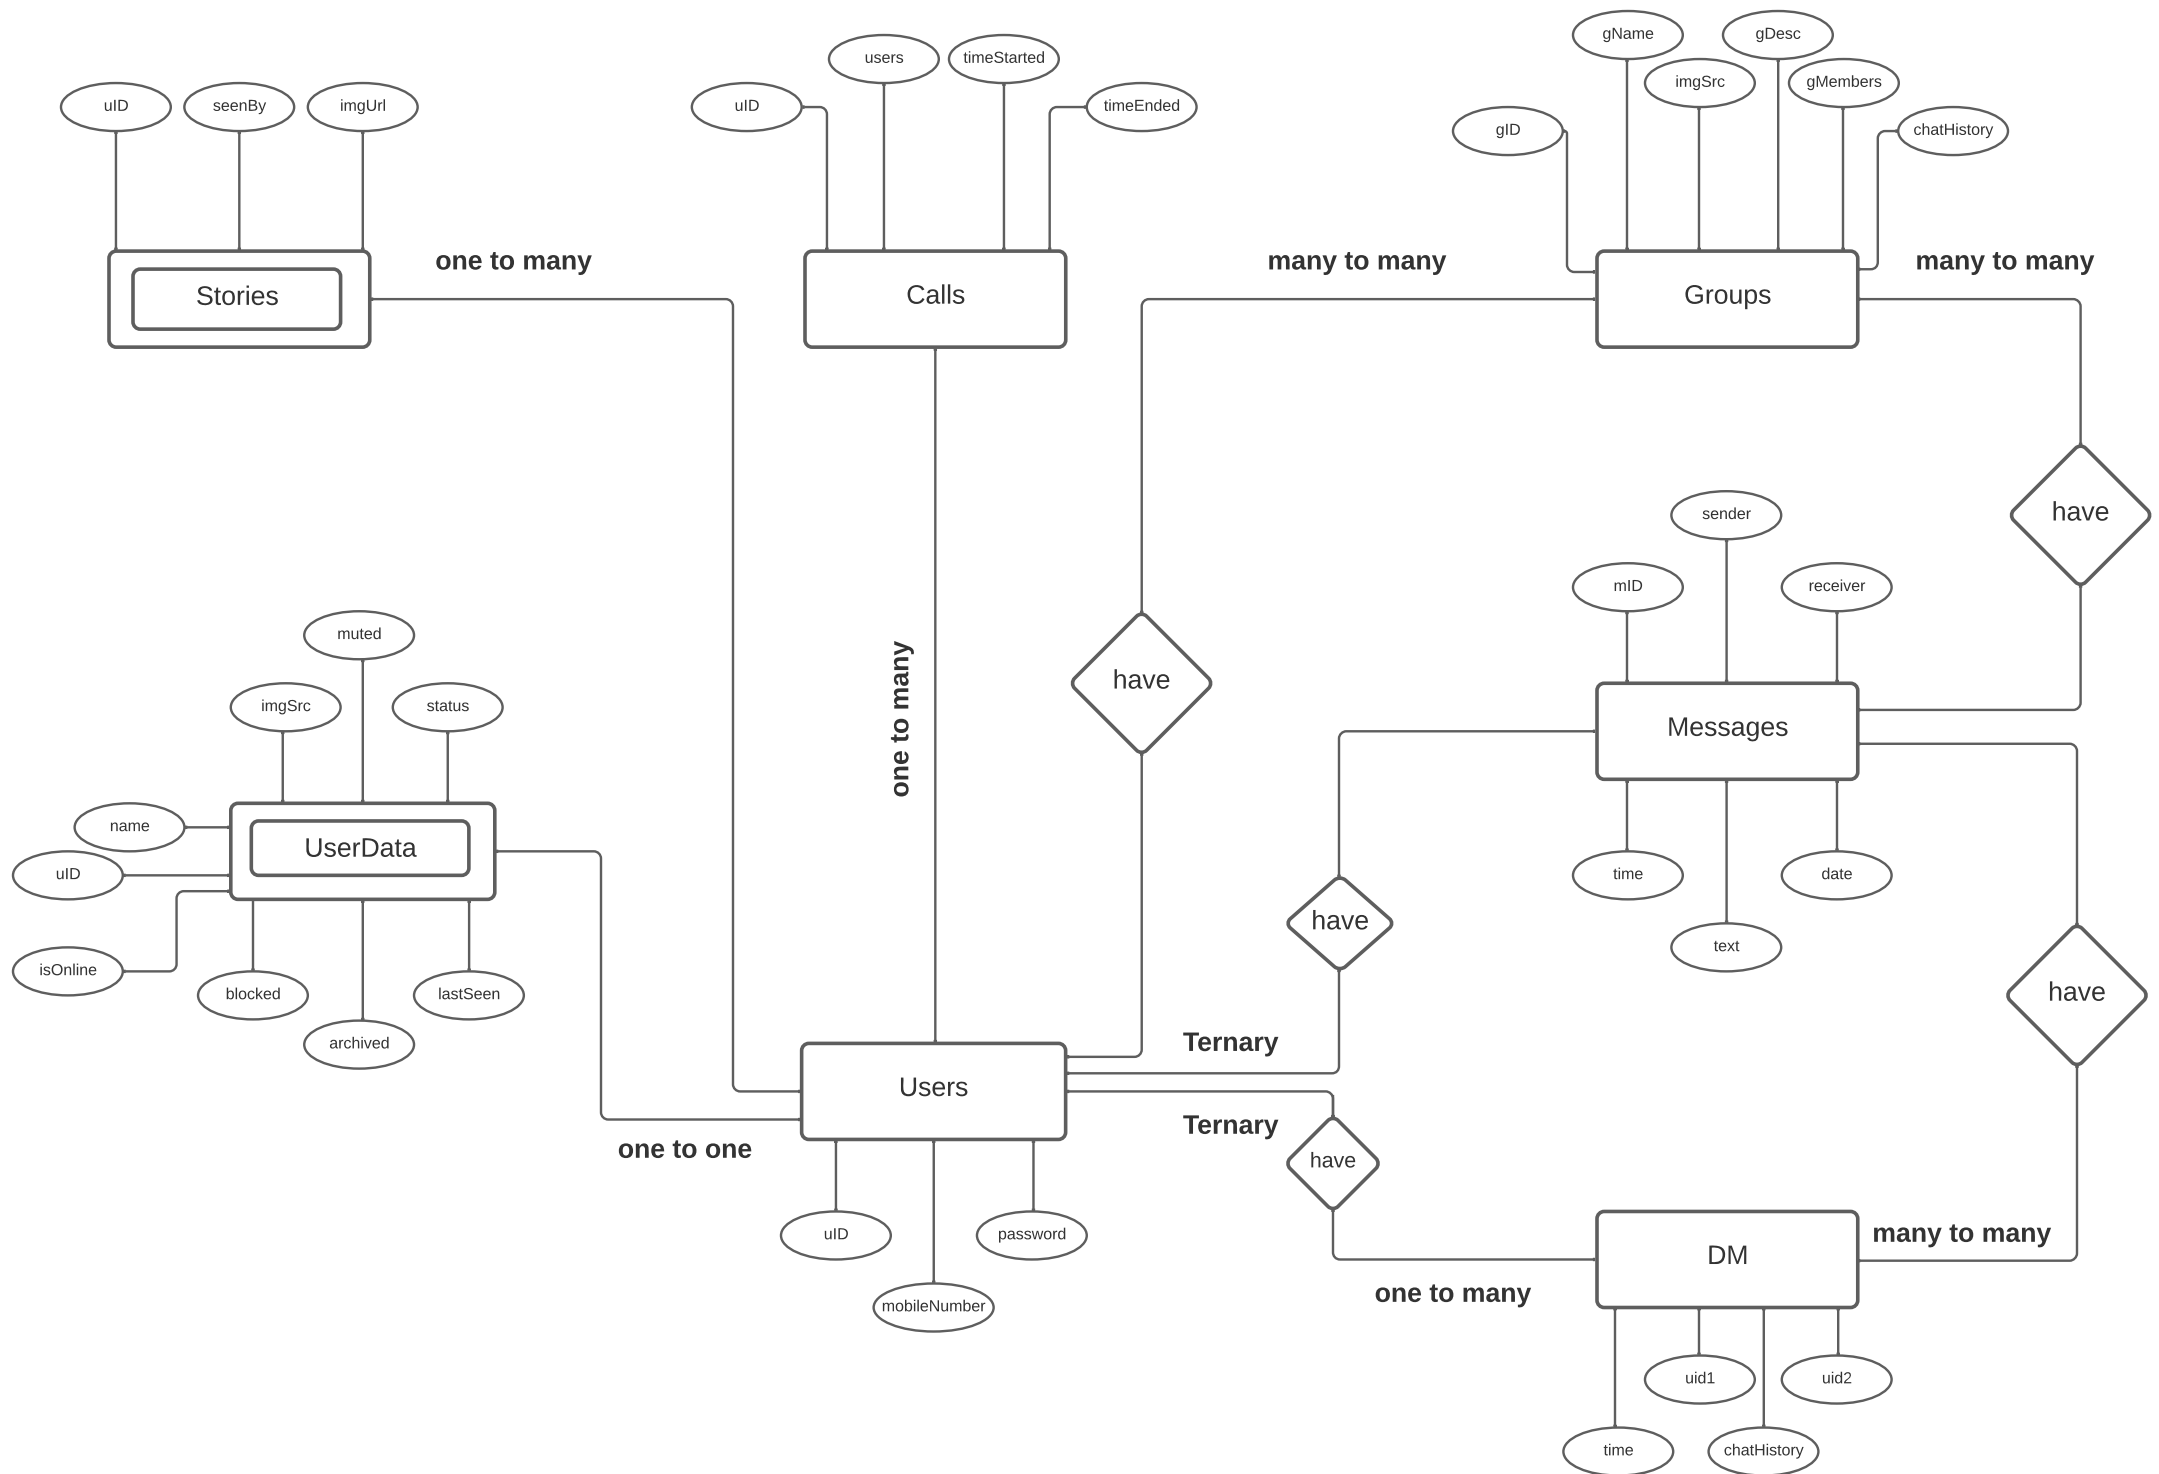 gName
gDesc
users
timeStarted
imgSrc
gMembers
uID
seenBy
imgUrl
uID
timeEnded
gID
chatHistory
one to many
many to many
many to many
Stories
Calls
Groups
have
sender
mID
receiver
muted
one to many
have
imgSrc
status
Messages
name
UserData
uID
time
date
have
text
isOnline
blocked
lastSeen
have
archived
Ternary
Users
Ternary
one to one
have
uID
password
many to many
DM
one to many
mobileNumber
uid1
uid2
time
chatHistory